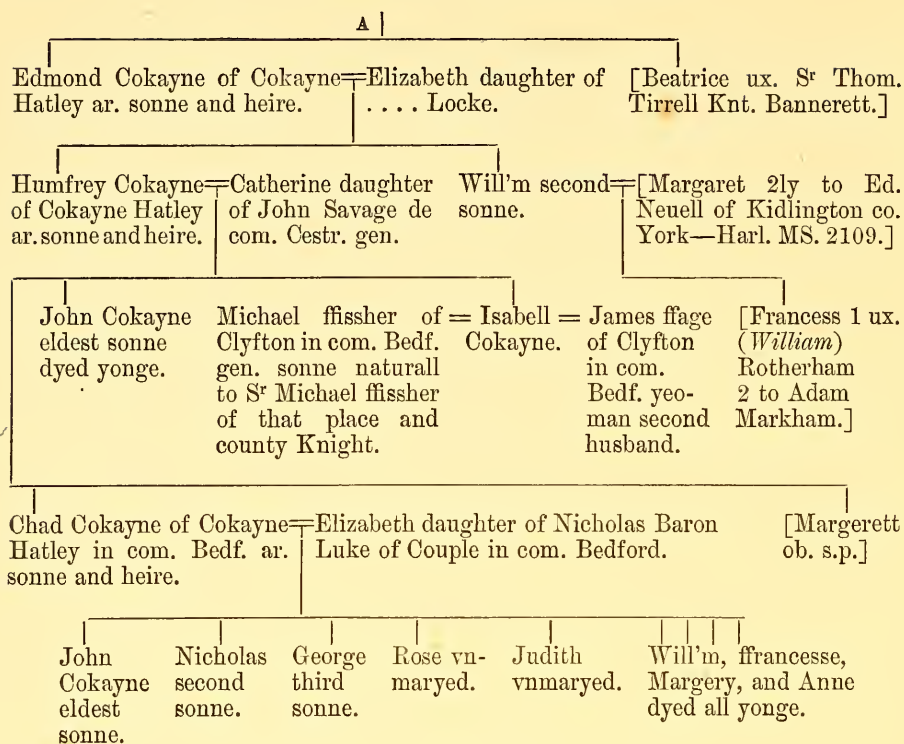 A
Edmond Cokayne of Cokayne
Hatley ar. sonne and heire.
Elizabeth daughter of
. . . . Locke.
[Beatrice ux. Sʳ Thom.
Tirrell Knt. Bannerett.]
Humfrey Cokayne
of Cokayne Hatley
ar. sonne and heire.
Catherine daughter
of John Savage de
com. Cestr. gen.
Will'm second
sonne.
[Margaret 2ly to Ed.
Neuell of Kidlington co.
York—Harl. MS. 2109.]
John Cokayne
eldest sonne
dyed yonge.
Michael ffissher of
Clyfton in com. Bedf.
gen. sonne naturall
to Sʳ Michael ffissher
of that place and
county Knight.
= Isabell =
Cokayne.
James ffage
of Clyfton
in com.
Bedf. yeo-
man second
husband.
[Francess 1 ux.
(William)
Rotherham
2 to Adam
Markham.]
Chad Cokayne of Cokayne
Hatley in com. Bedf. ar.
sonne and heire.
Elizabeth daughter of Nicholas Baron
Luke of Couple in com. Bedford.
[Margerett
ob. s.p.]
John
Cokayne
eldest
sonne.
Nicholas
second
sonne.
George
third
sonne.
Rose vn-
maryed.
Judith
vnmaryed.
Will'm, ffrancesse,
Margery, and Anne
dyed all yonge.